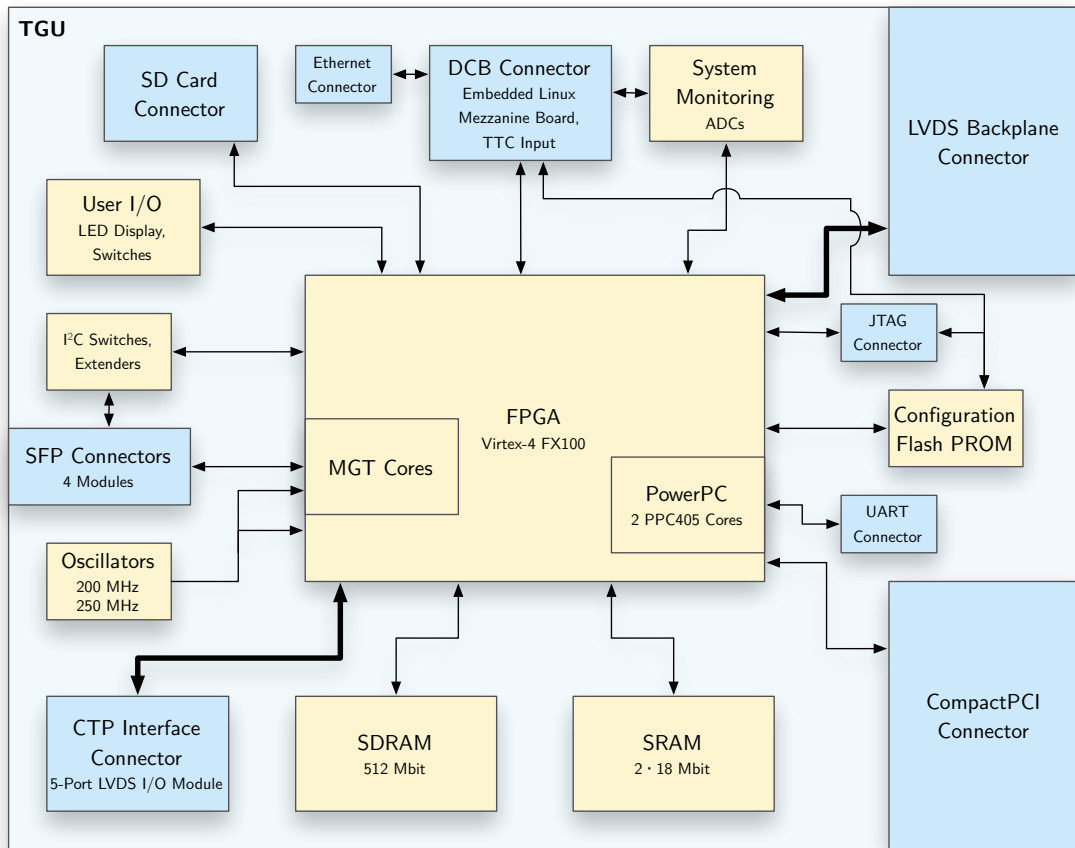 TGU
SD Card
Connector
Ethernet
Connector
DCB Connector
Embedded Linux
Mezzanine Board,
TTC Input
System
Monitoring
ADCs
LVDS Backplane
Connector
User I/O
LED Display,
Switches
I²C Switches,
Extenders
JTAG
Connector
FPGA
Virtex-4 FX100
Configuration
Flash PROM
SFP Connectors
4 Modules
MGT Cores
PowerPC
2 PPC405 Cores
UART
Connector
Oscillators
200 MHz
250 MHz
CTP Interface
Connector
5-Port LVDS I/O Module
SDRAM
512 Mbit
SRAM
2 · 18 Mbit
CompactPCI
Connector